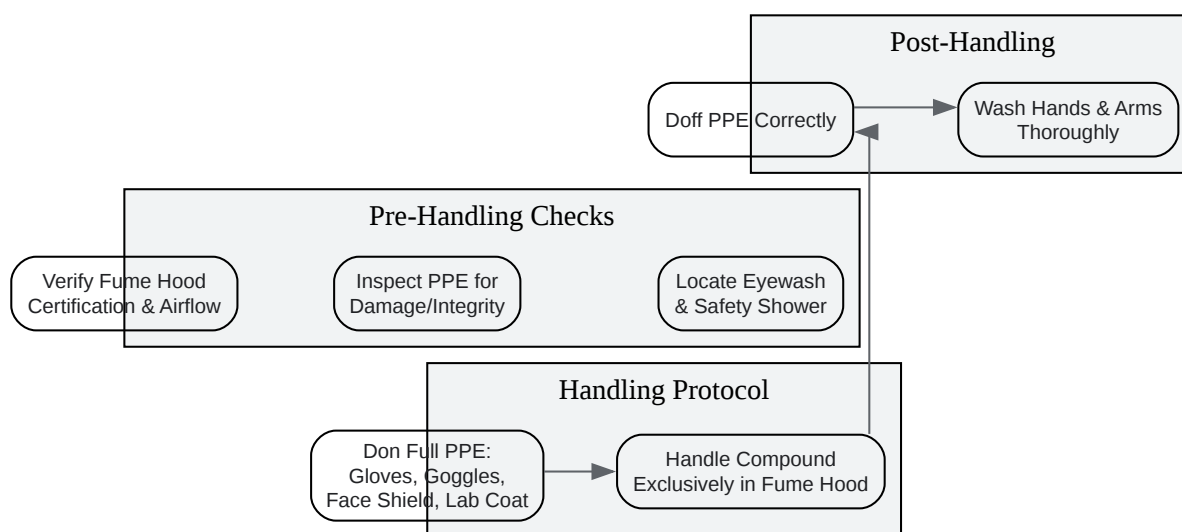 Post-Handling
Doff PPE Correctly
Wash Hands & Arms
Thoroughly
Pre-Handling Checks
Verify Fume Hood
Certification & Airflow
Inspect PPE for
Damage/Integrity
Locate Eyewash
& Safety Shower
Handling Protocol
Don Full PPE:
Gloves, Goggles,
Face Shield, Lab Coat
Handle Compound
Exclusively in Fume Hood